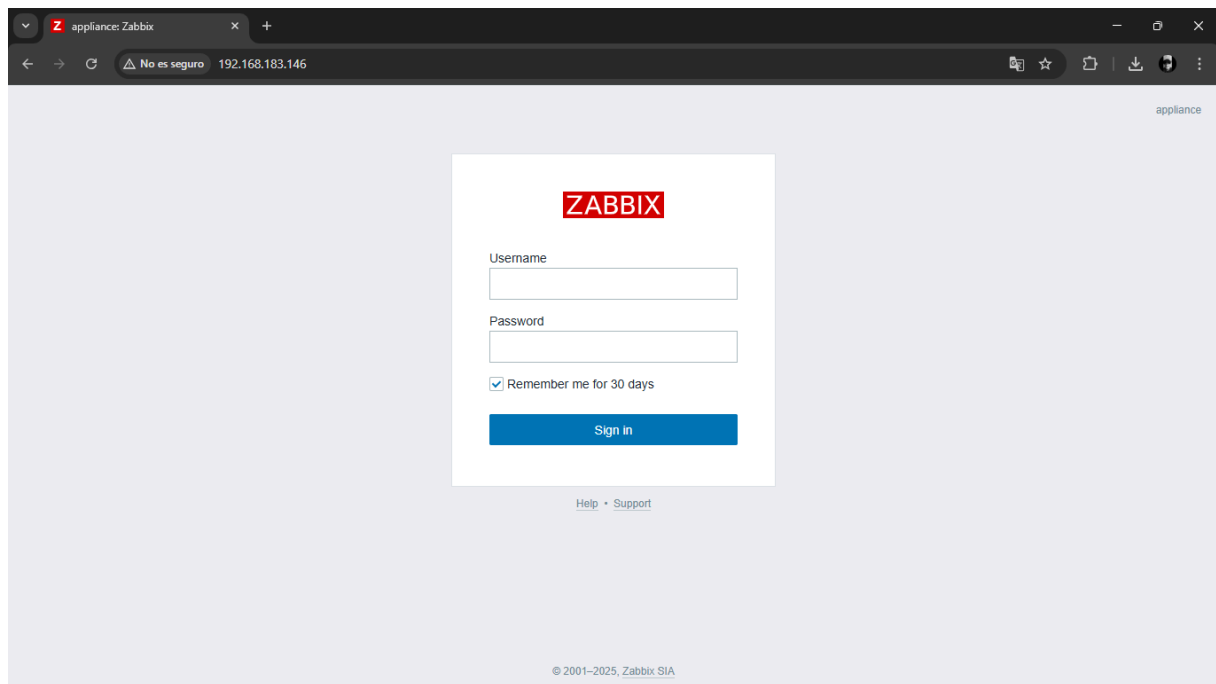 Z appliance: Zabbix
No es seguro 192.168.183.146
appliance
ZABBIX
Username
Password
Remember me for 30 days
Sign in
Help • Support
© 2001–2025, Zabbix SIA